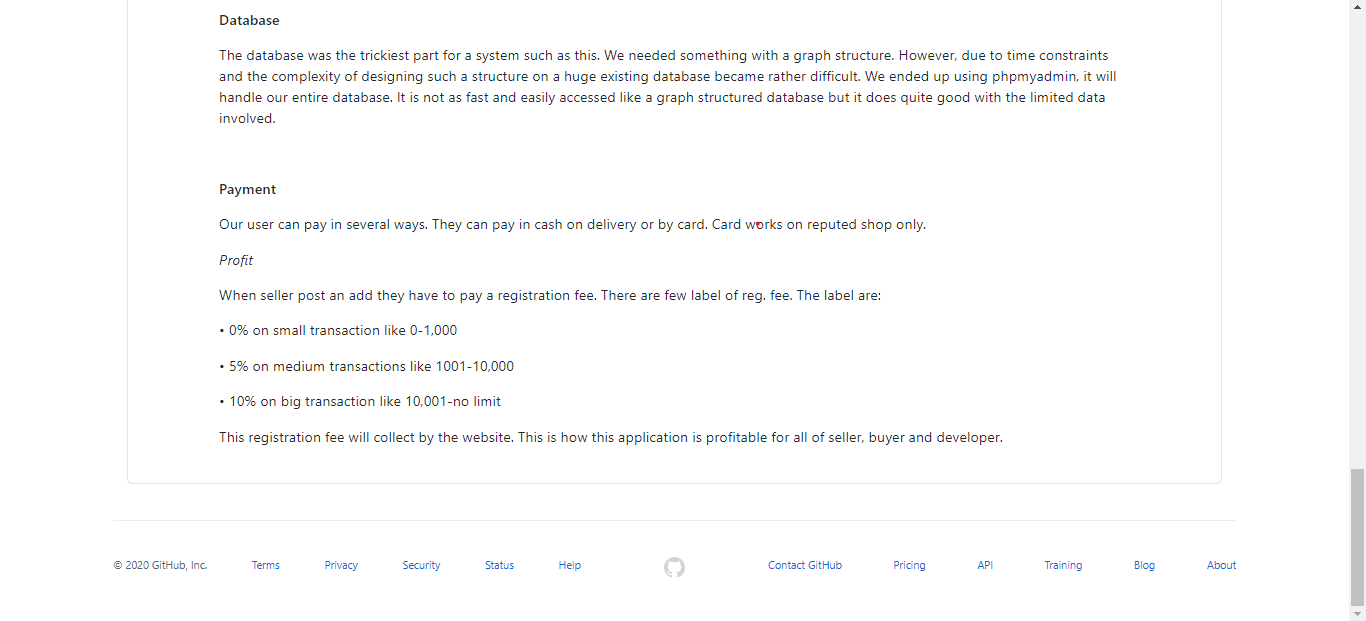 Database
The database was the trickiest part for a system such as this. We needed something with a graph structure. However, due to time constraints
and the complexity of designing such a structure on a huge existing database became rather difficult. We ended up using phpmyadmin, it will
handle our entire database. It is not as fast and easily accessed like a graph structured database but it does quite good with the limited data
involved.
Payment
Our user can pay in several ways. They can pay in cash on delivery or by card. Card works on reputed shop only.
Profit
When seller post an add they have to pay a registration fee. There are few label of reg. fee. The label are:
• 0% on small transaction like 0-1,000
• 5% on medium transactions like 1001-10,000
• 10% on big transaction like 10,001-no limit
This registration fee will collect by the website. This is how this application is profitable for all of seller, buyer and developer.
© 2020 GitHub, Inc. Terms Privacy Security Status Help Contact GitHub Pricing API Training Blog About